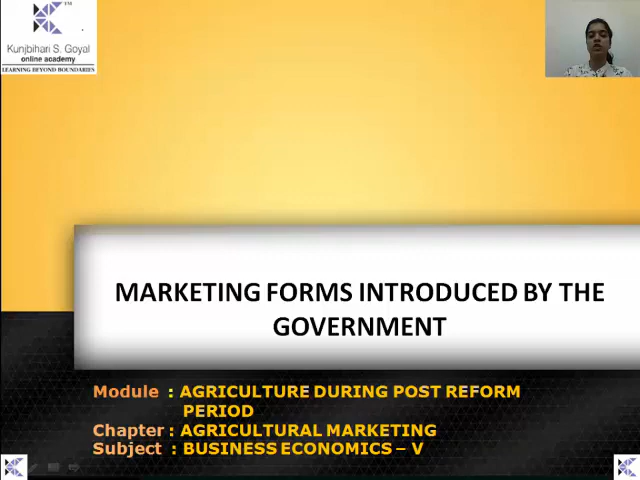 TM
Kunjbihari S. Goyal
online academy
LEARNING BEYOND BOUNDARIES
MARKETING FORMS INTRODUCED BY THE
GOVERNMENT
Module : AGRICULTURE DURING POST REFORM
PERIOD
Chapter : AGRICULTURAL MARKETING
Subject : BUSINESS ECONOMICS – V